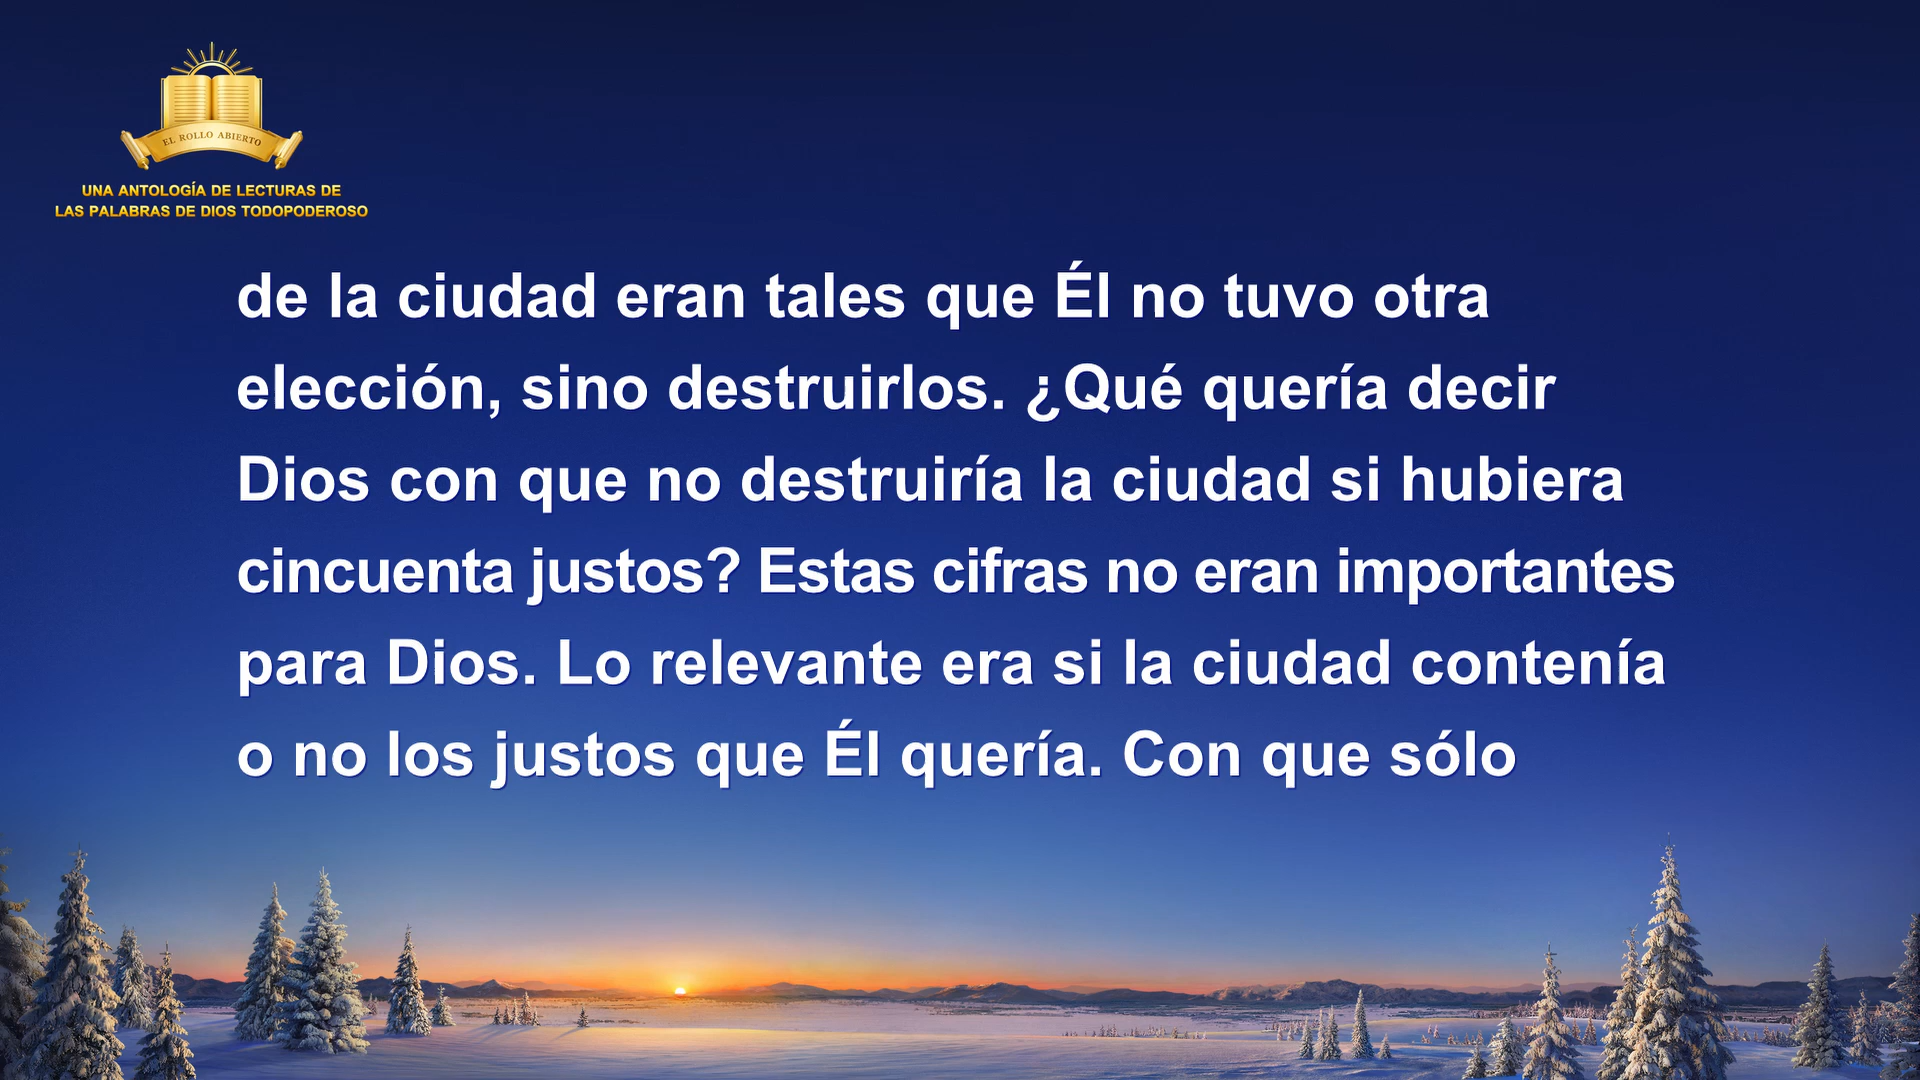 EL ROLLO ABIERTO
UNA ANTOLOGÍA DE LECTURAS DE
LAS PALABRAS DE DIOS TODOPODEROSO
de la ciudad eran tales que Él no tuvo otra
elección, sino destruirlos. ¿Qué quería decir
Dios con que no destruiría la ciudad si hubiera
cincuenta justos? Estas cifras no eran importantes
para Dios. Lo relevante era si la ciudad contenía
o no los justos que Él quería. Con que sólo